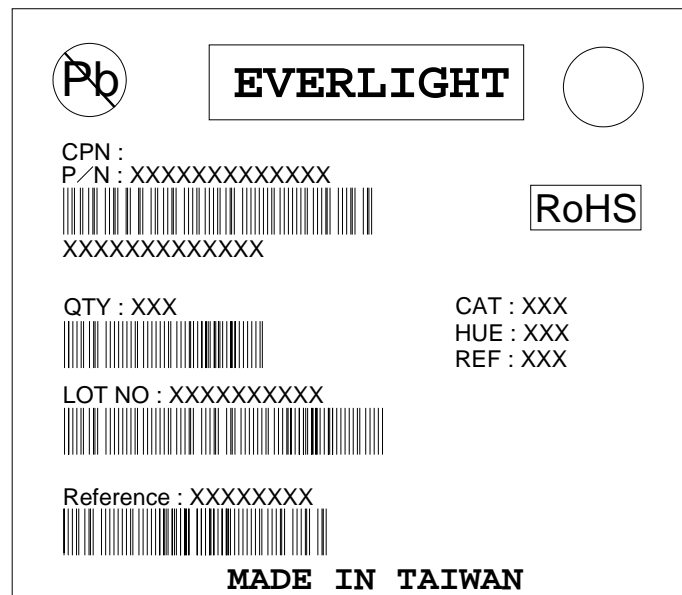 Pb
EVERLIGHT
CPN :
P／N : XXXXXXXXXXXXX
RoHS
XXXXXXXXXXXXX
QTY : XXX
CAT : XXX
HUE : XXX
REF : XXX
LOT NO : XXXXXXXXXX
Reference : XXXXXXXX
MADE IN TAIWAN